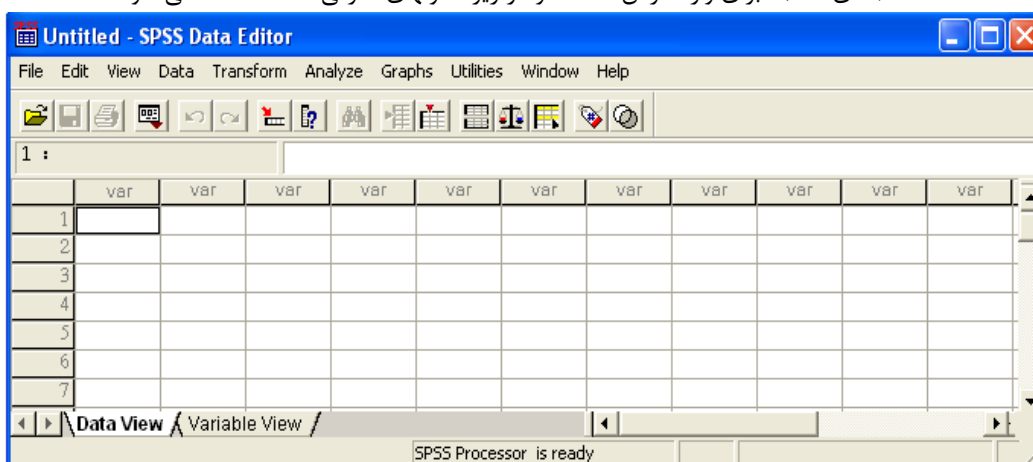 Untitled - SPSS Data Editor
File Edit View Data Transform Analyze Graphs Utilities Window Help
1 :
var var var var var var var var var var var
1
2
3
4
5
6
7
Data View Variable View
SPSS Processor is ready